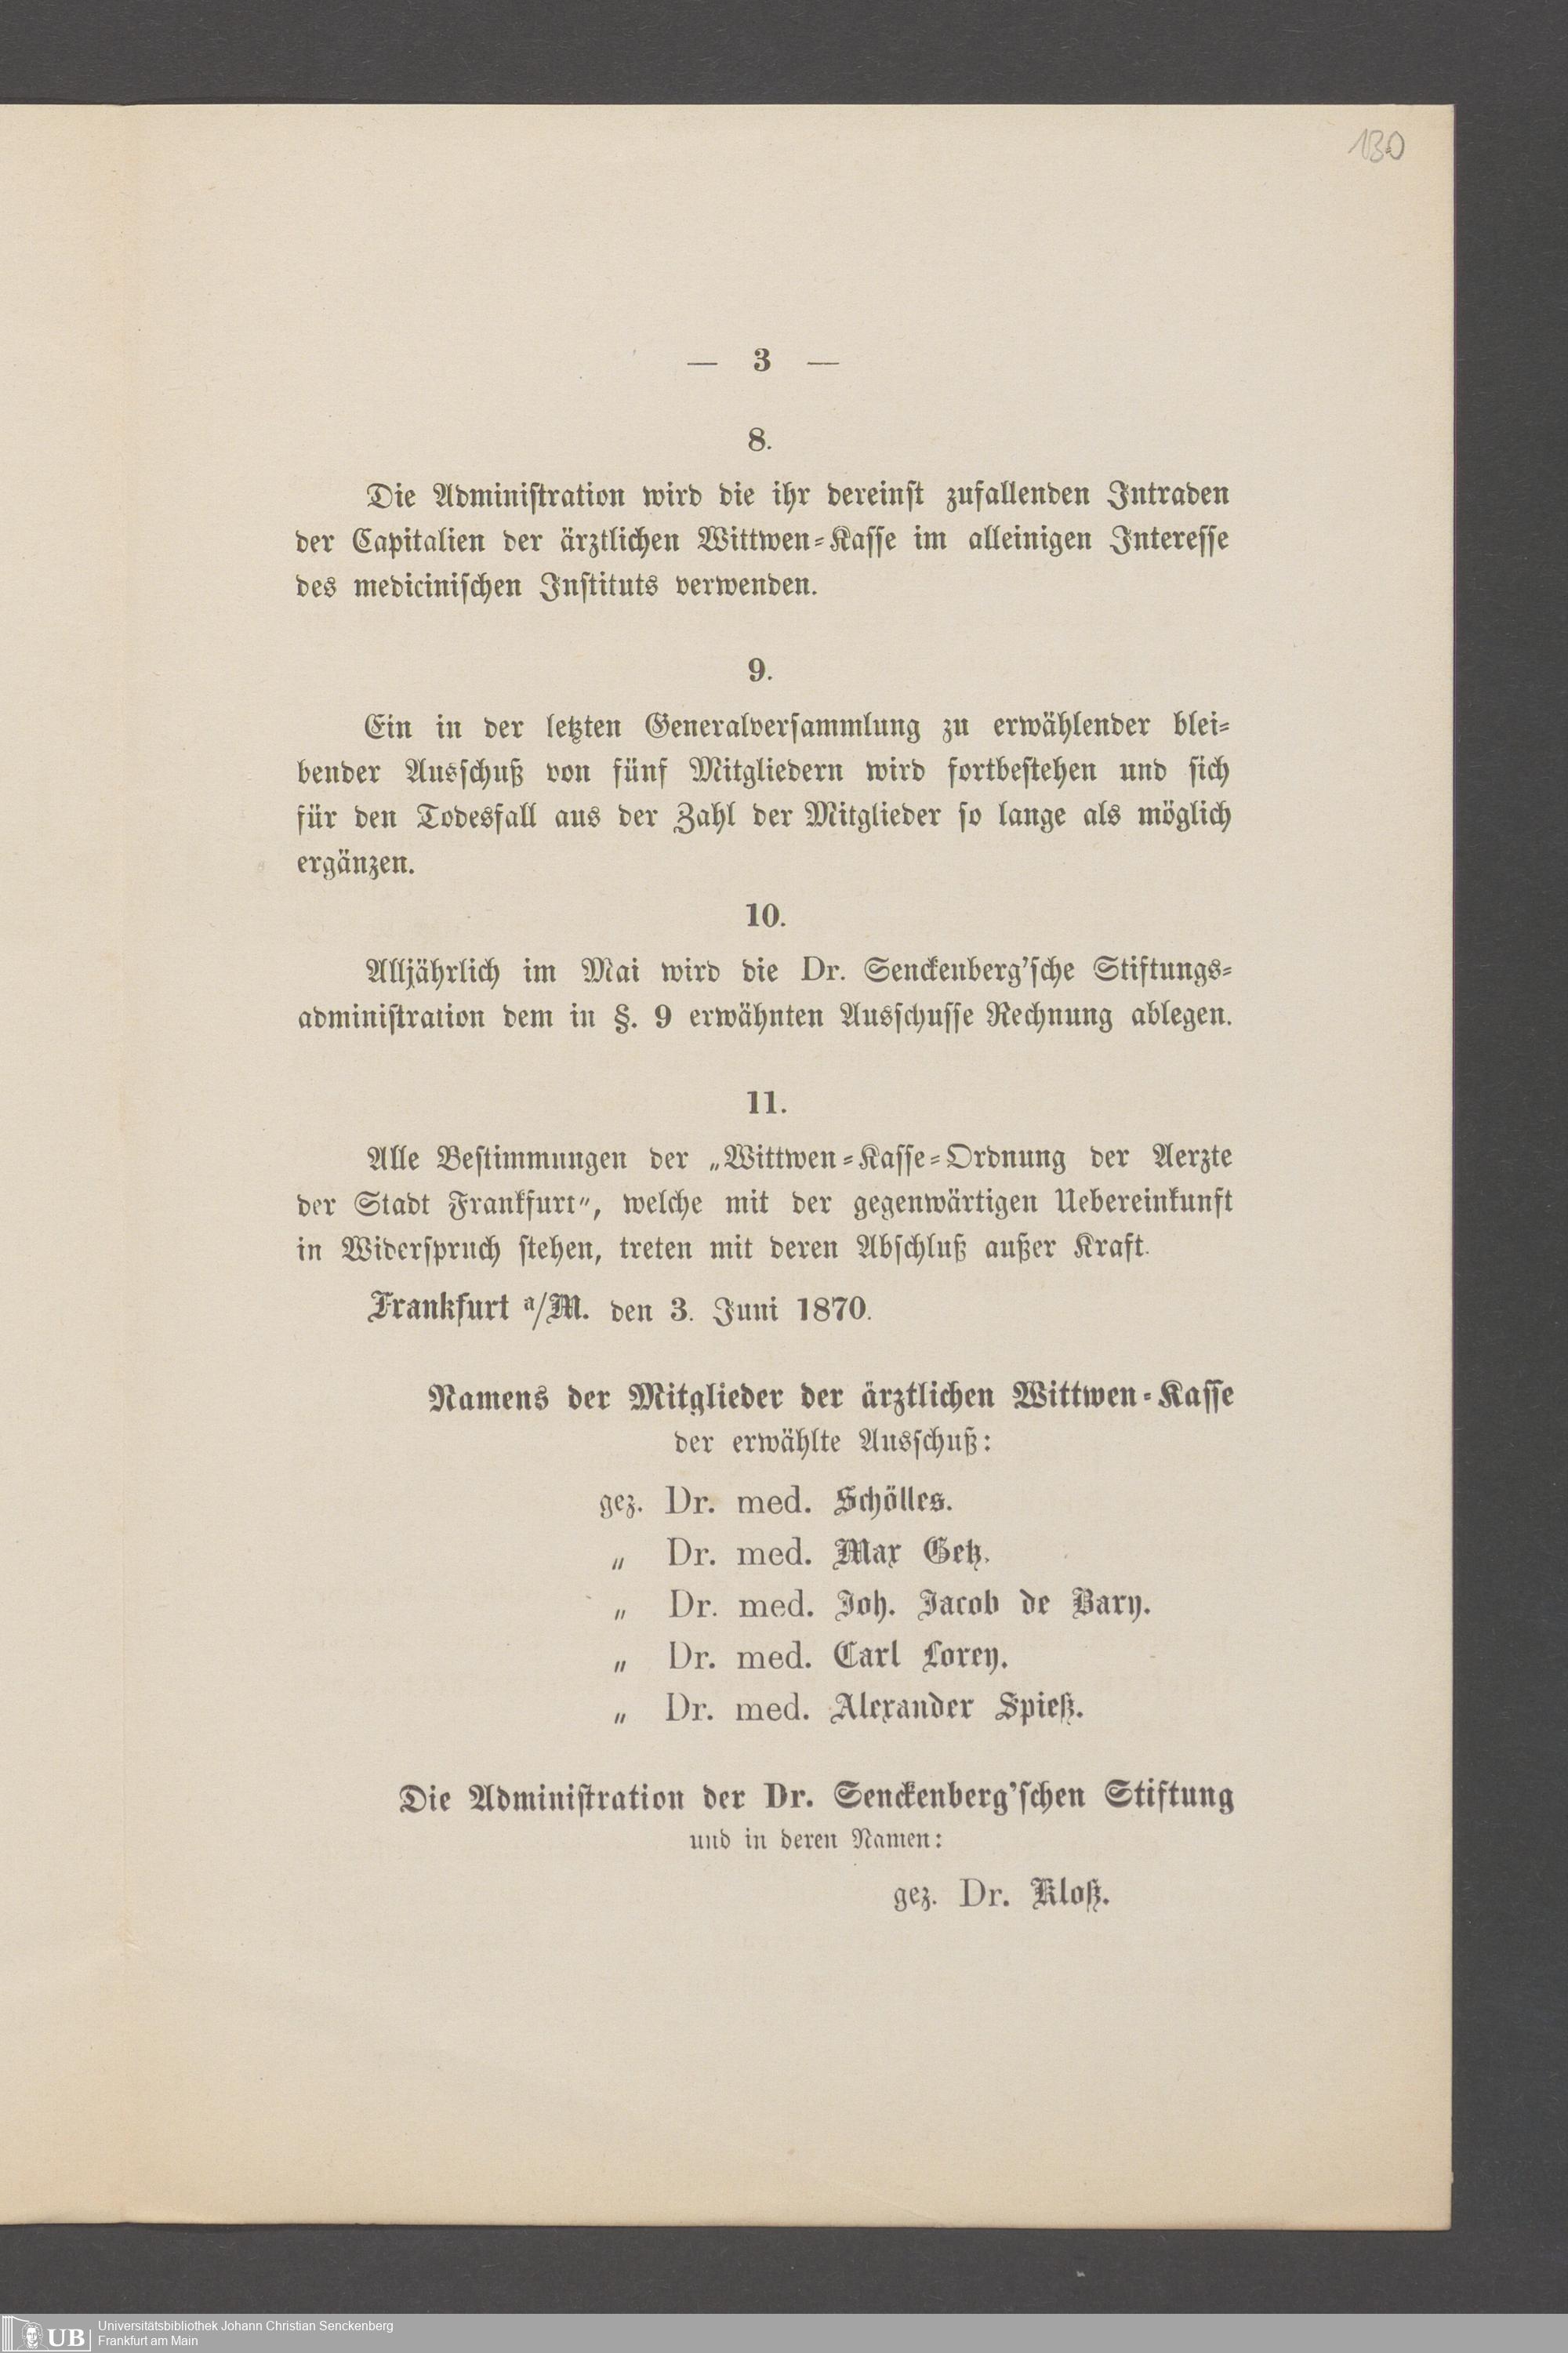 130
— 3 —
8.
Die Administration wird die ihr dereinst zufallenden Intraden
der Capitalien der ärztlichen Wittwen-Kasse im alleinigen Interesse
des medicinischen Instituts verwenden.
9.
Ein in der letzten Generalversammlung zu erwählender blei-
bender Ausschuß von fünf Mitgliedern wird fortbestehen und sich
für den Todesfall aus der Zahl der Mitglieder so lange als möglich
ergänzen.
10.
Alljährlich im Mai wird die Dr. Senckenberg'sche Stiftungs-
administration dem in §. 9 erwähnten Ausschusse Rechnung ablegen.
11.
Alle Bestimmungen der „Wittwen-Kasse-Ordnung der Aerzte
der Stadt Frankfurt", welche mit der gegenwärtigen Uebereinkunft
in Widerspruch stehen, treten mit deren Abschluß außer Kraft.
Frankfurt a/M. den 3. Juni 1870.
Namens der Mitglieder der ärztlichen Wittwen-Kasse
der erwählte Ausschuß:
gez. Dr. med. Schölles.
„ Dr. med. Max Getz.
„ Dr. med. Joh. Jacob de Bary.
„ Dr. med. Carl Lorey.
„ Dr. med. Alexander Spieß.
Die Administration der Dr. Senckenberg'schen Stiftung
und in deren Namen:
gez. Dr. Kloß.
UB
Universitätsbibliothek Johann Christian Senckenberg
Frankfurt am Main